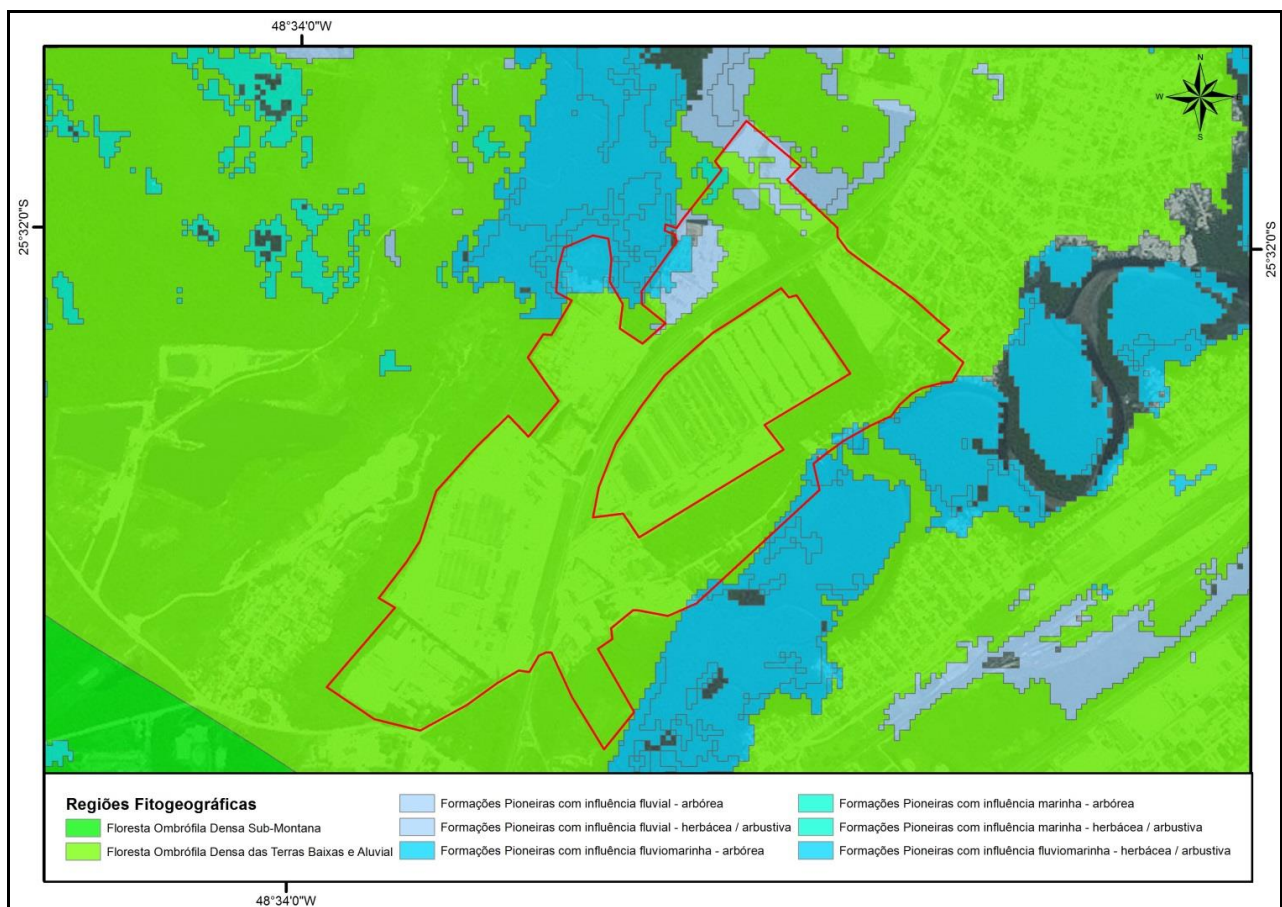 48°34'0"W
N
W E
S
25°32'0"S
25°32'0"S
Regiões Fitogeográficas
Floresta Ombrófila Densa Sub-Montana
Floresta Ombrófila Densa das Terras Baixas e Aluvial
Formações Pioneiras com influência fluvial - arbórea
Formações Pioneiras com influência fluvial - herbácea / arbustiva
Formações Pioneiras com influência fluviomarinha - arbórea
Formações Pioneiras com influência marinha - arbórea
Formações Pioneiras com influência marinha - herbácea / arbustiva
Formações Pioneiras com influência fluviomarinha - herbácea / arbustiva
48°34'0"W